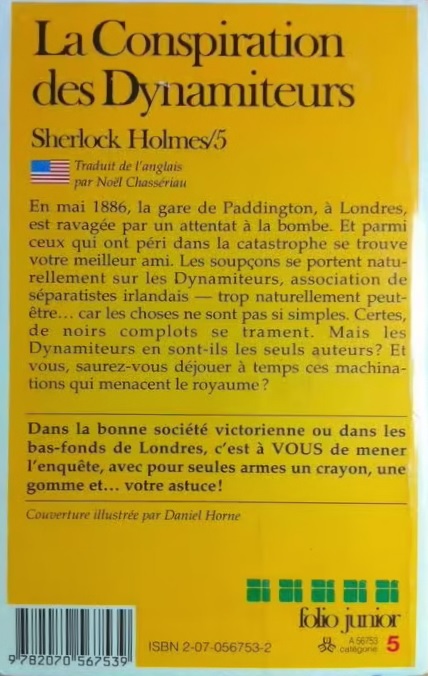 La Conspiration
des Dynamiteurs
Sherlock Holmes/5
Traduit de l'anglais
par Noël Chassériau
En mai 1886, la gare de Paddington, à Londres,
est ravagée par un attentat à la bombe. Et parmi
ceux qui ont péri dans la catastrophe se trouve
votre meilleur ami. Les soupçons se portent natu-
rellement sur les Dynamiteurs, association de
séparatistes irlandais — trop naturellement peut-
être... car les choses ne sont pas si simples. Certes,
de noirs complots se trament. Mais les
Dynamiteurs en sont-ils les seuls auteurs? Et
vous, saurez-vous déjouer à temps ces machina-
tions qui menacent le royaume?
Dans la bonne société victorienne ou dans les
bas-fonds de Londres, c'est à VOUS de mener
l'enquête, avec pour seules armes un crayon, une
gomme et... votre astuce!
Couverture illustrée par Daniel Horne
folio junior
A 56753
catégorie 5
ISBN 2-07-056753-2
9 782070 567539